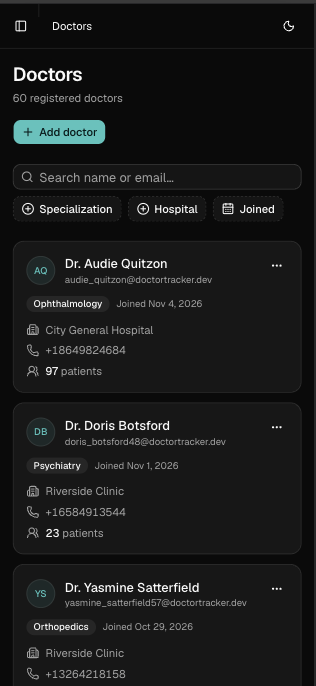 Doctors
Doctors
60 registered doctors
Add doctor
Search name or email...
Specialization Hospital Joined
AQ Dr. Audie Quitzon
audie_quitzon@doctortracker.dev
Ophthalmology Joined Nov 4, 2026
City General Hospital
+18649824684
97 patients
DB Dr. Doris Botsford
doris_botsford48@doctortracker.dev
Psychiatry Joined Nov 1, 2026
Riverside Clinic
+16584913544
23 patients
YS Dr. Yasmine Satterfield
yasmine_satterfield57@doctortracker.dev
Orthopedics Joined Oct 29, 2026
Riverside Clinic
+13264218158